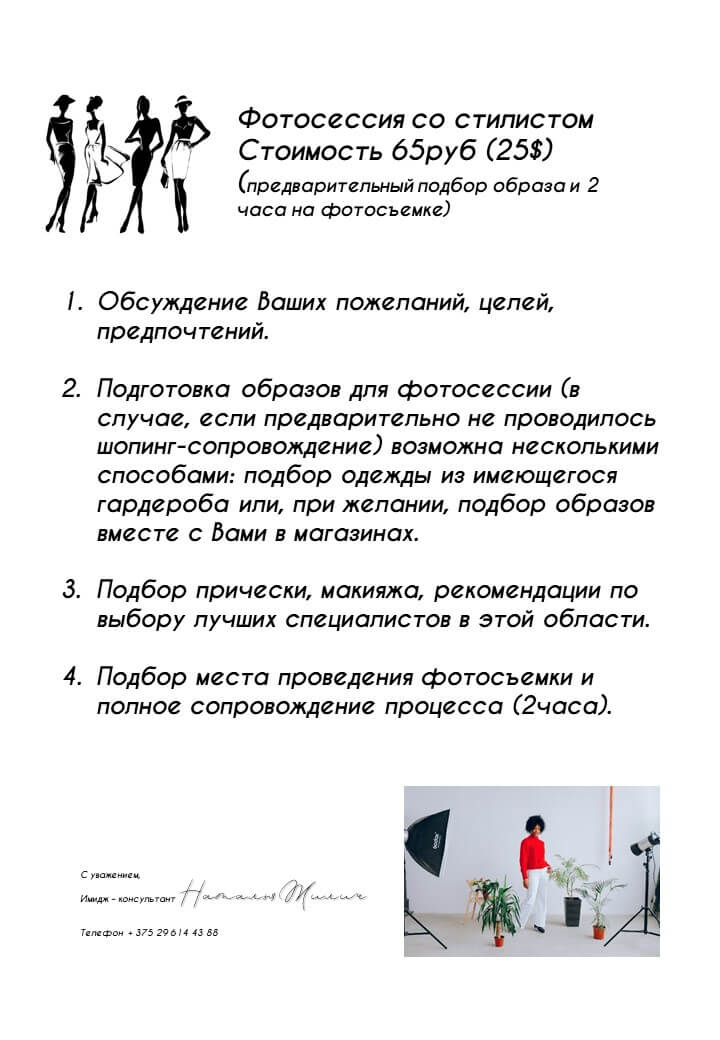 Фотосессия со стилистом
Стоимость 65руб (25$)
(предварительный подбор образа и 2
часа на фотосъемке)
1. Обсуждение Ваших пожеланий, целей,
предпочтений.
2. Подготовка образов для фотосессии (в
случае, если предварительно не проводилось
шопинг-сопровождение) возможна несколькими
способами: подбор одежды из имеющегося
гардероба или, при желании, подбор образов
вместе с Вами в магазинах.
3. Подбор прически, макияжа, рекомендации по
выбору лучших специалистов в этой области.
4. Подбор места проведения фотосъемки и
полное сопровождение процесса (2часа).
С уважением,
Имидж – консультант Наталья Милич
Телефон + 375 29 614 43 88